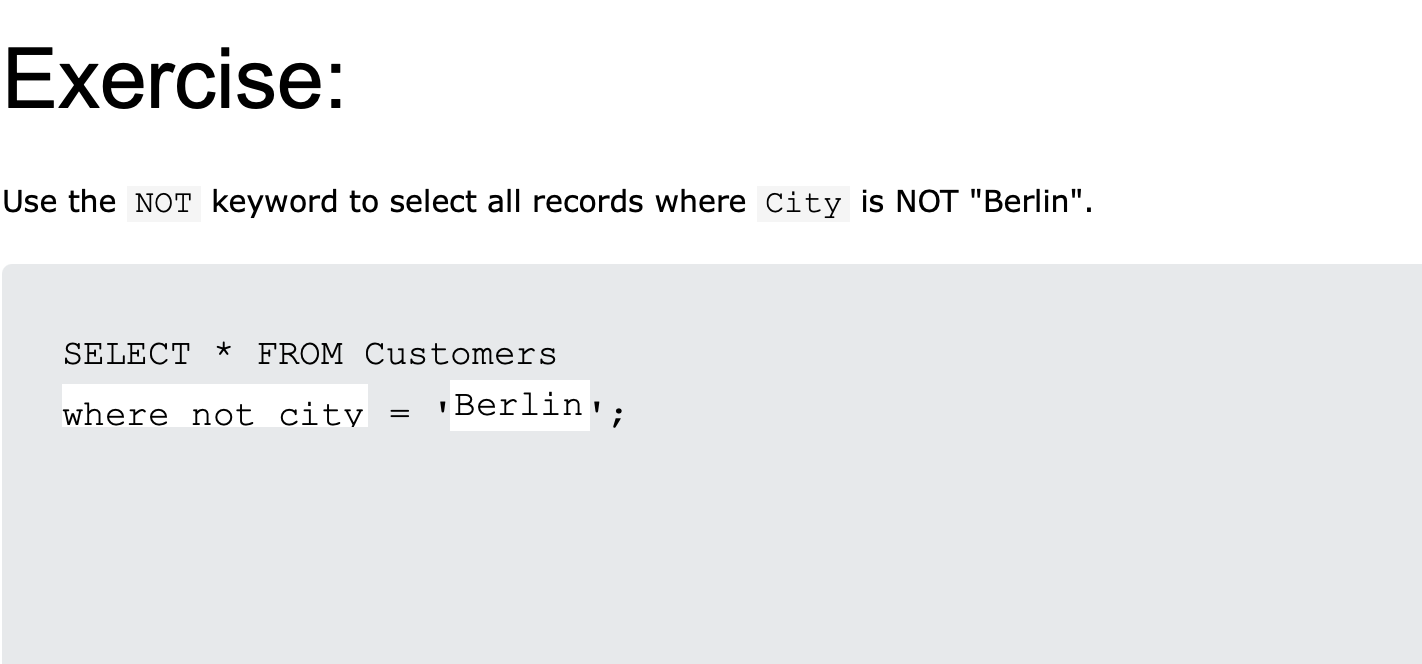 Exercise:
Use the NOT keyword to select all records where City is NOT "Berlin".
SELECT * FROM Customers
where not city = 'Berlin';